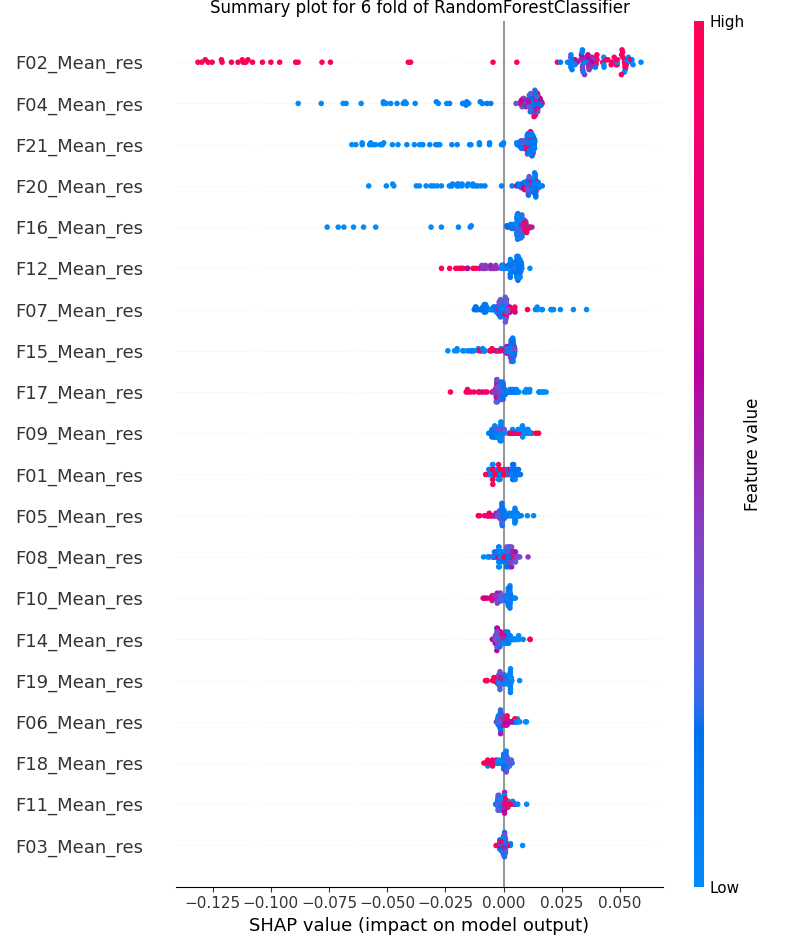 Summary plot for 6 fold of RandomForestClassifier
High
F02_Mean_res
F04_Mean_res
F21_Mean_res
F20_Mean_res
F16_Mean_res
F12_Mean_res
F07_Mean_res
F15_Mean_res
F17_Mean_res
F09_Mean_res
F01_Mean_res
F05_Mean_res
F08_Mean_res
F10_Mean_res
F14_Mean_res
F19_Mean_res
F06_Mean_res
F18_Mean_res
F11_Mean_res
F03_Mean_res
Feature value
Low
−0.125 −0.100 −0.075 −0.050 −0.025 0.000 0.025 0.050
SHAP value (impact on model output)